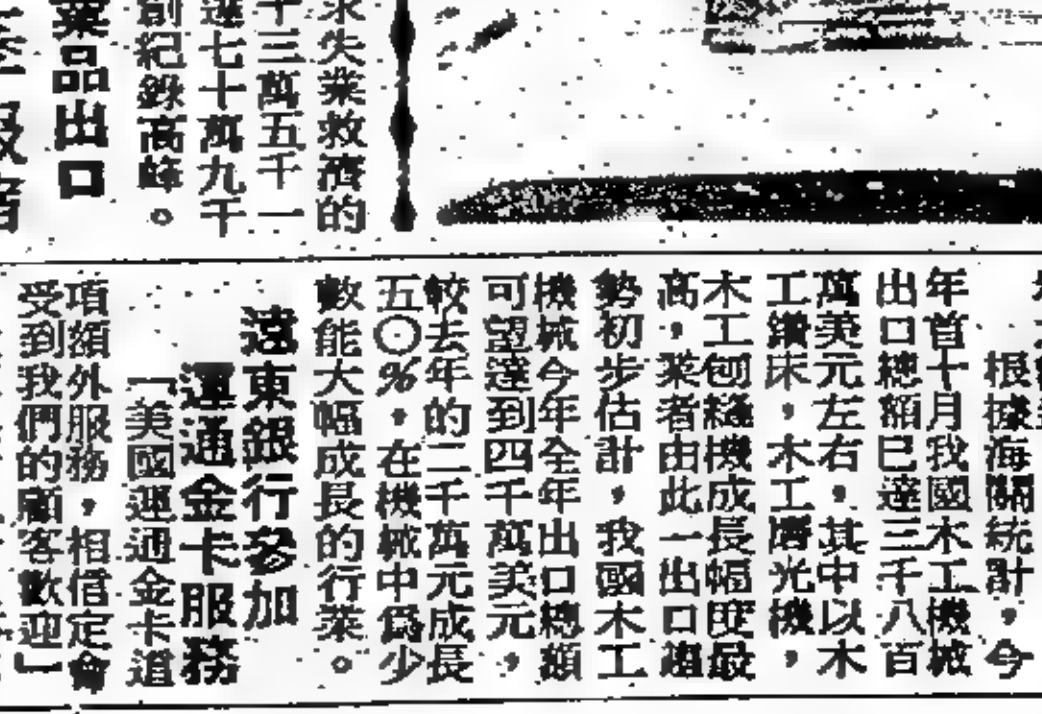 求失業救濟的
十三萬五千一
達七十萬九千
創紀錄高峰。
業品出口
根據海關統計，今
年首十月我國木工機械
出口總額已達三千八百
萬美元左右，其中以木
工鑽床，木工磨光機，
木工刨縫機成長幅度最
高，業者由此一出口趨
勢初步估計，我國木工
機械今年全年出口總額
可望達到四千萬美元，
較去年的二千萬元成長
五〇％，在機械中爲少
數能大幅成長的行業。
遠東銀行參加
運通金卡服務
「美國運通金卡這
項額外服務，相信定會
受到我們的顧客歡迎」